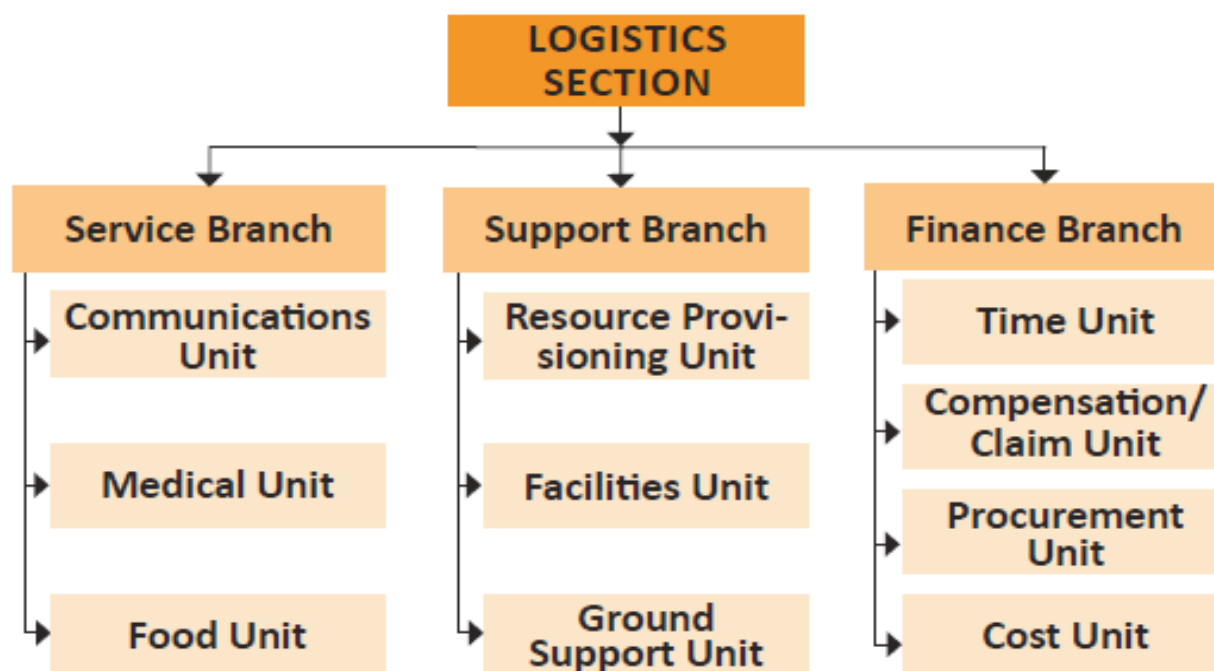 LOGISTICS
SECTION
Service Branch
Communications
Unit
Medical Unit
Food Unit
Support Branch
Resource Provi-
sioning Unit
Facilities Unit
Ground
Support Unit
Finance Branch
Time Unit
Compensation/
Claim Unit
Procurement
Unit
Cost Unit